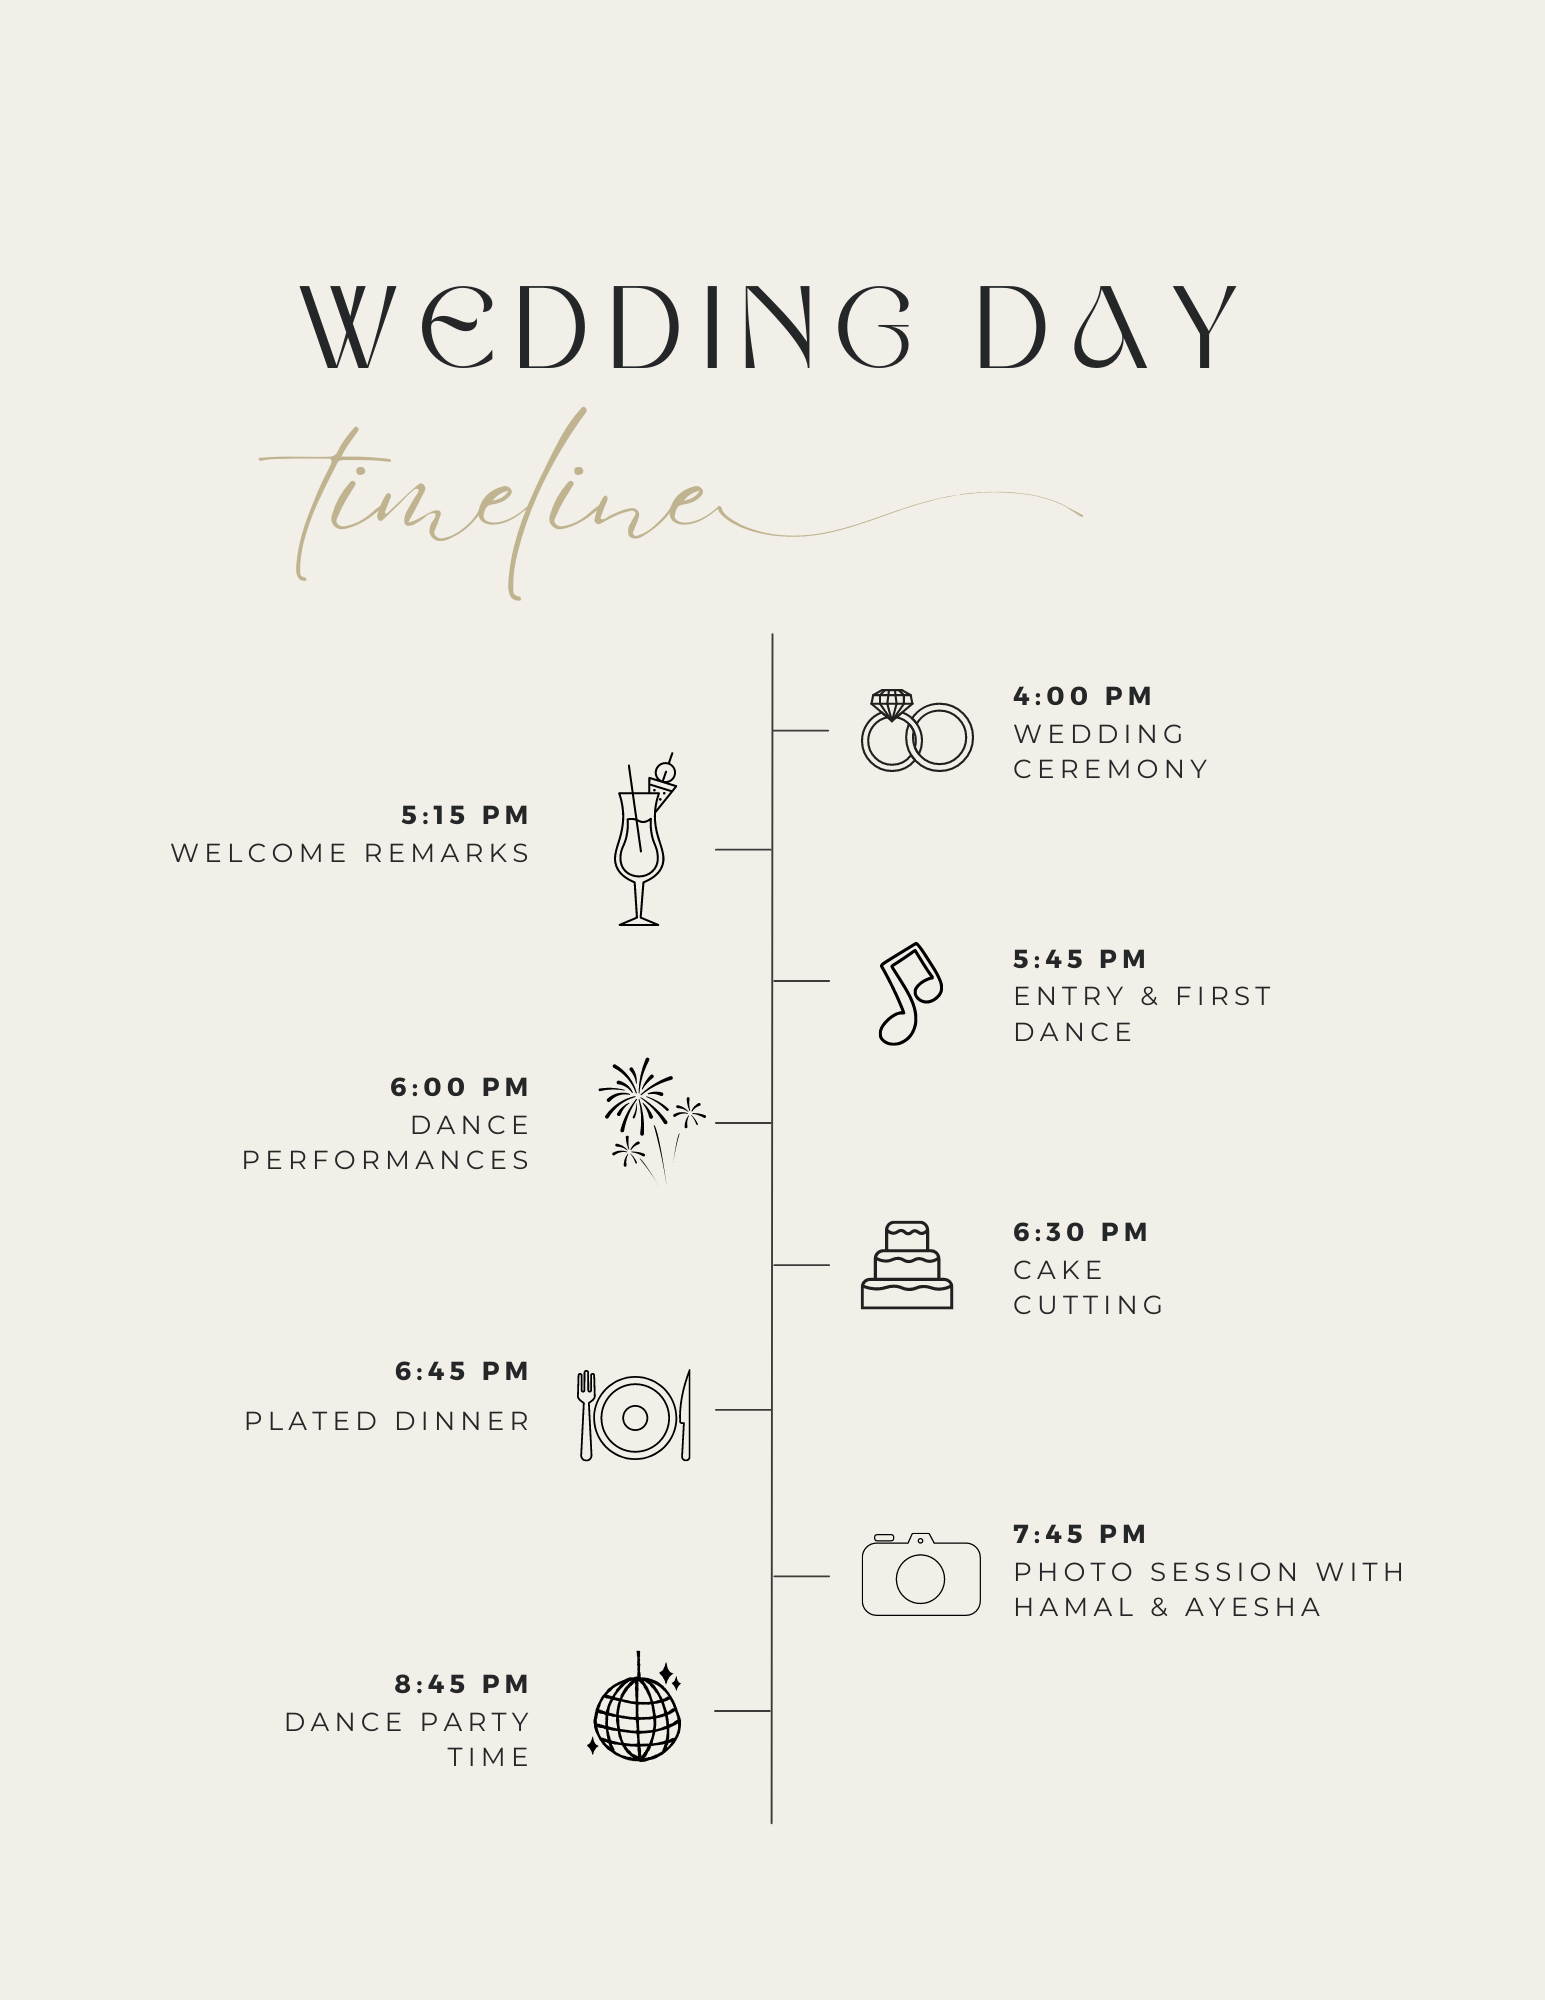 WEDDING DAY
timeline
4:00 PM
WEDDING
CEREMONY
5:15 PM
WELCOME REMARKS
5:45 PM
ENTRY & FIRST
DANCE
6:00 PM
DANCE
PERFORMANCES
6:30 PM
CAKE
CUTTING
6:45 PM
PLATED DINNER
7:45 PM
PHOTO SESSION WITH
HAMAL & AYESHA
8:45 PM
DANCE PARTY
TIME